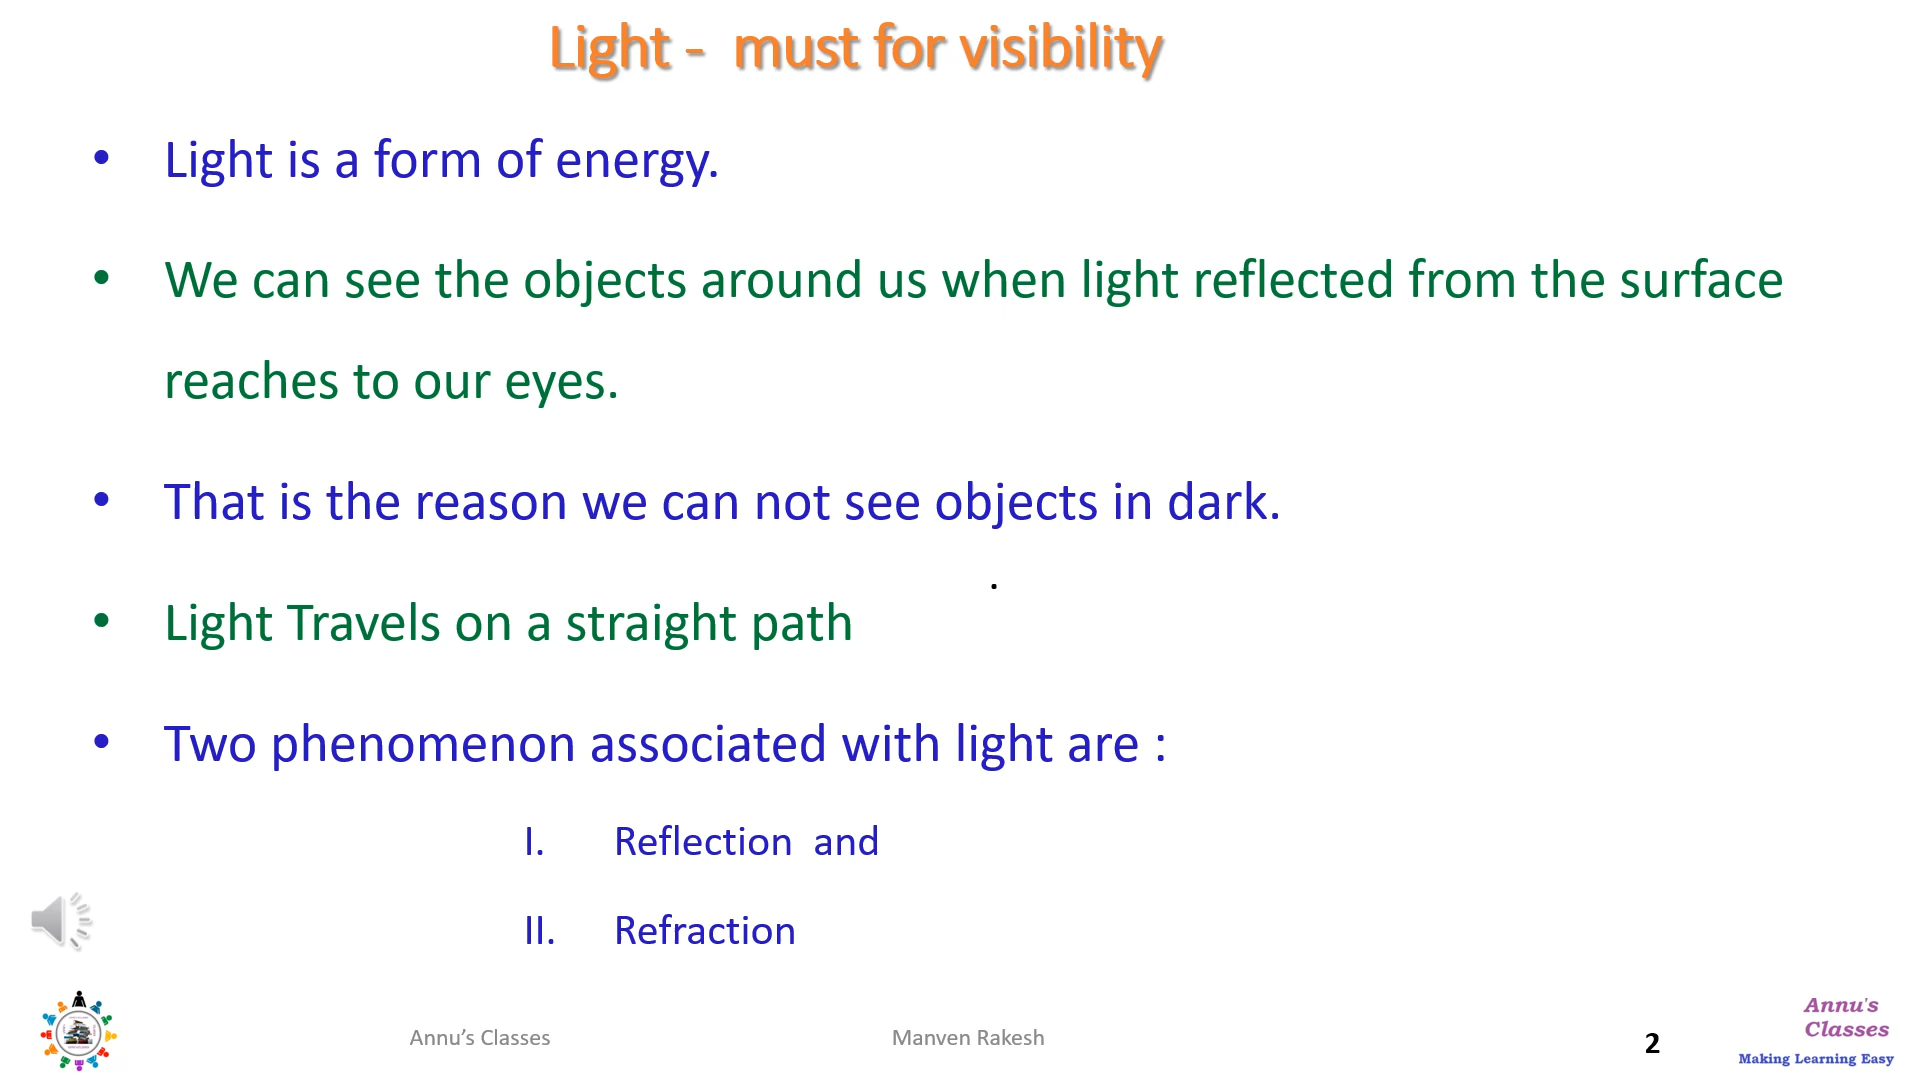 Light -  must for visibility
• Light is a form of energy.
• We can see the objects around us when light reflected from the surface
reaches to our eyes.
• That is the reason we can not see objects in dark.
.
• Light Travels on a straight path
• Two phenomenon associated with light are :
I. Reflection  and
II. Refraction
Annu’s Classes
Manven Rakesh
2
Annu's
Classes
Making Learning Easy